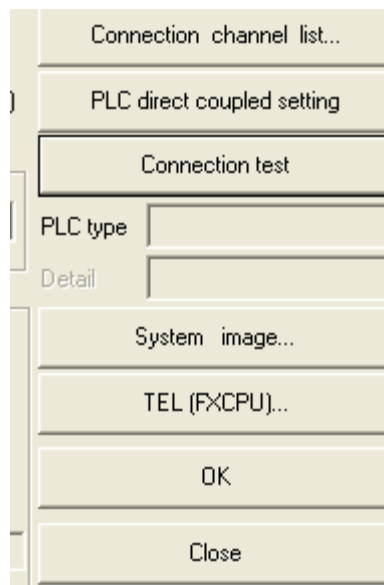 Connection channel list...
PLC direct coupled setting
Connection test
PLC type
Detail
System image...
TEL (FXCPU)...
OK
Close